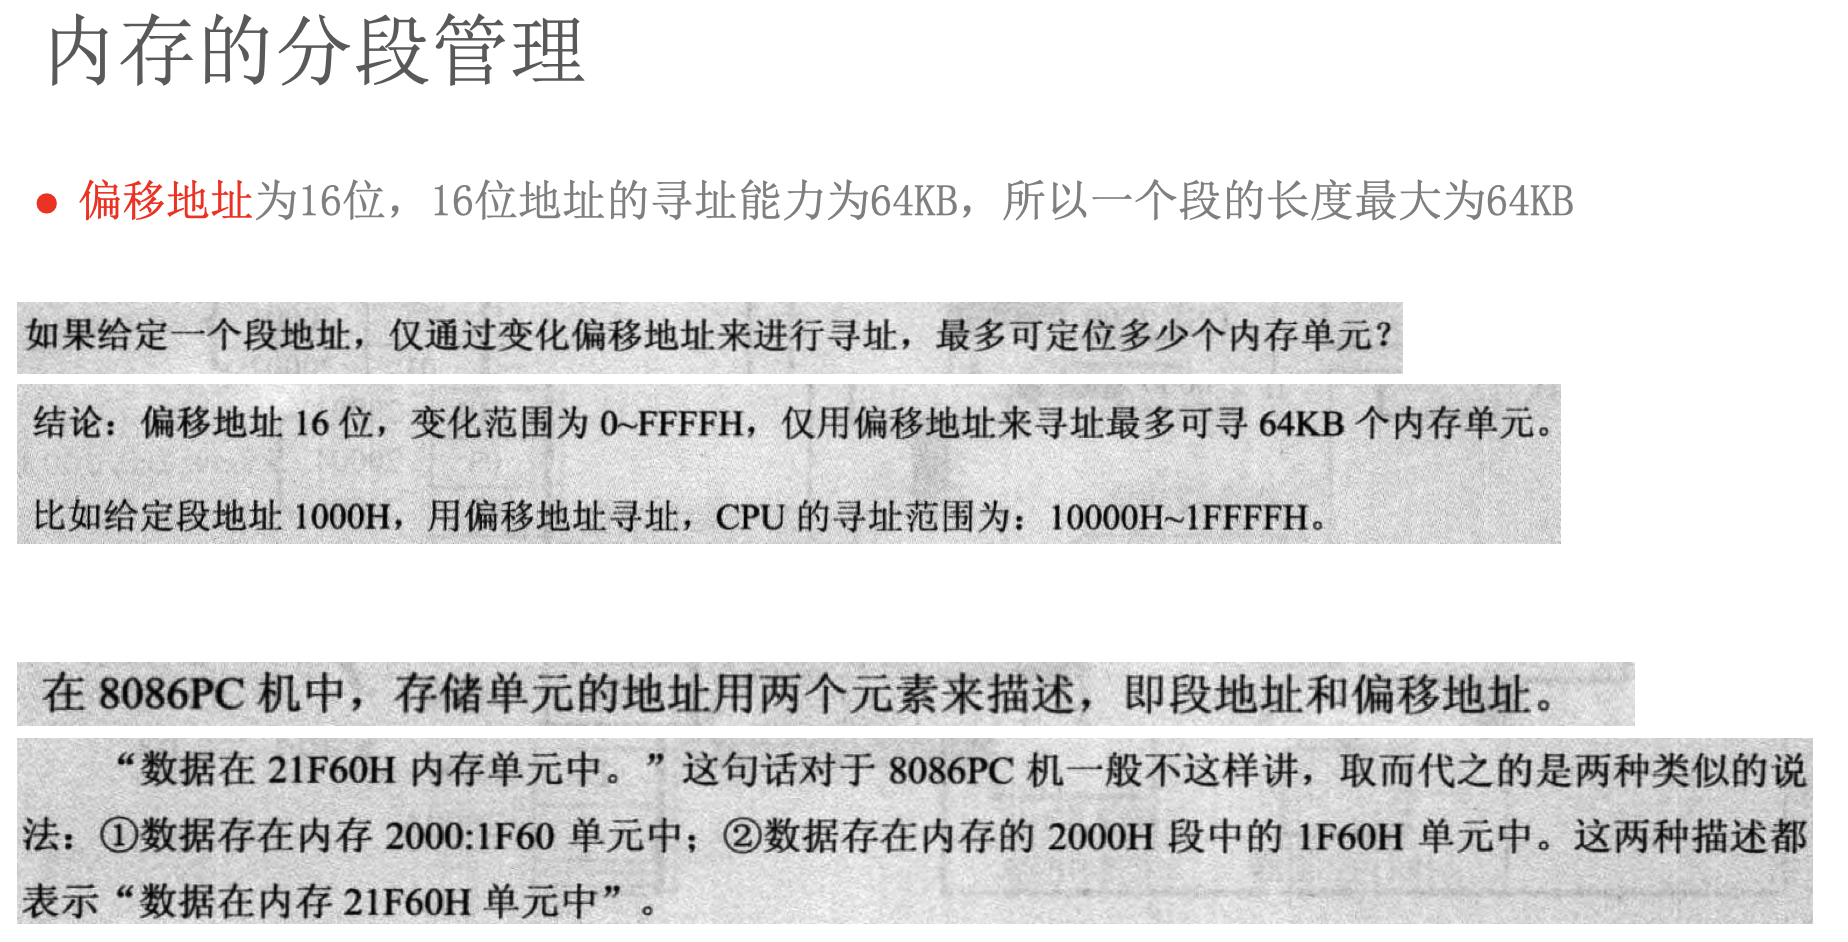 内存的分段管理
偏移地址为16位，16位地址的寻址能力为64KB，所以一个段的长度最大为64KB
如果给定一个段地址，仅通过变化偏移地址来进行寻址，最多可定位多少个内存单元？
结论：偏移地址 16 位，变化范围为 0~FFFFH，仅用偏移地址来寻址最多可寻 64KB 个内存单元。
比如给定段地址 1000H，用偏移地址寻址，CPU 的寻址范围为：10000H~1FFFFH。
在 8086PC 机中，存储单元的地址用两个元素来描述，即段地址和偏移地址。
“数据在 21F60H 内存单元中。”这句话对于 8086PC 机一般不这样讲，取而代之的是两种类似的说
法：①数据存在内存 2000:1F60 单元中；②数据存在内存的 2000H 段中的 1F60H 单元中。这两种描述都
表示“数据在内存 21F60H 单元中”。